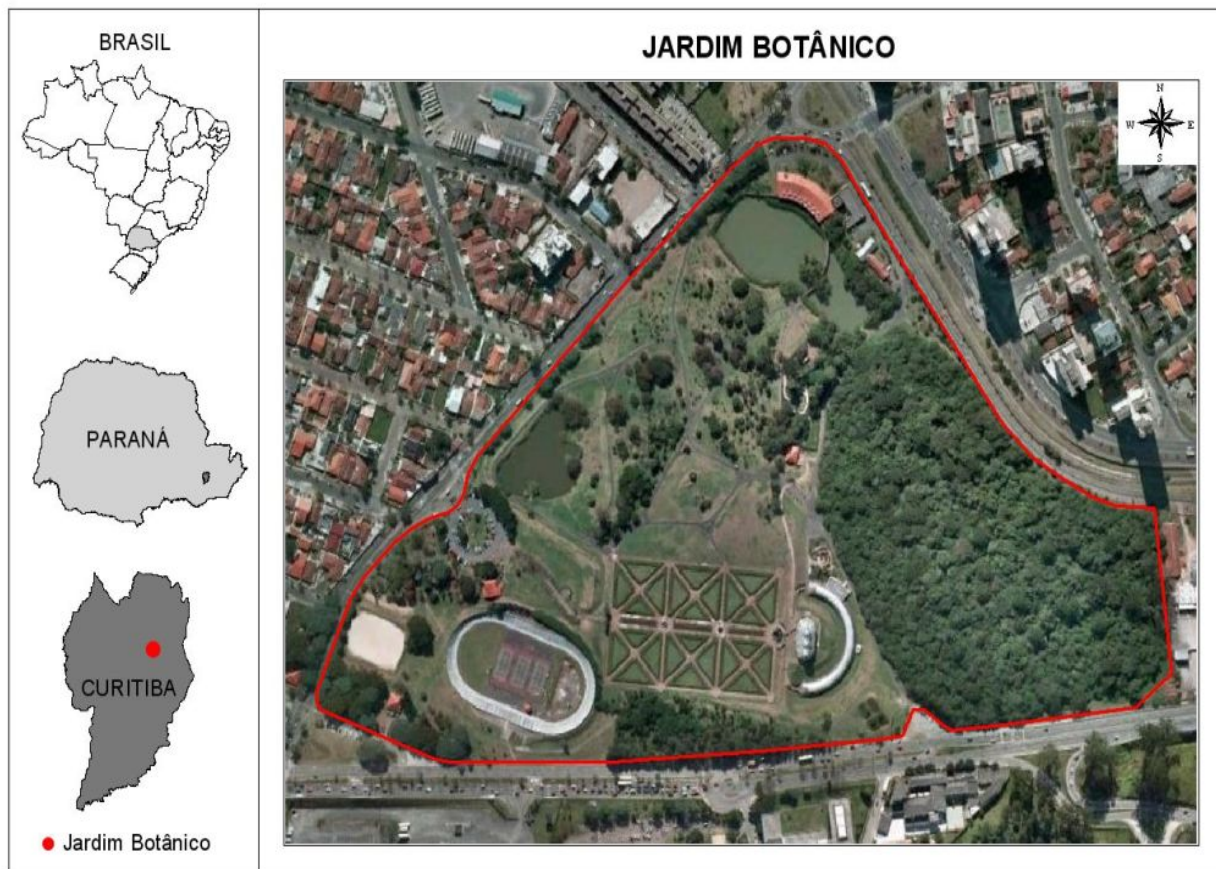 BRASIL
PARANÁ
CURITIBA
Jardim Botânico
JARDIM BOTÂNICO
N
W E
S